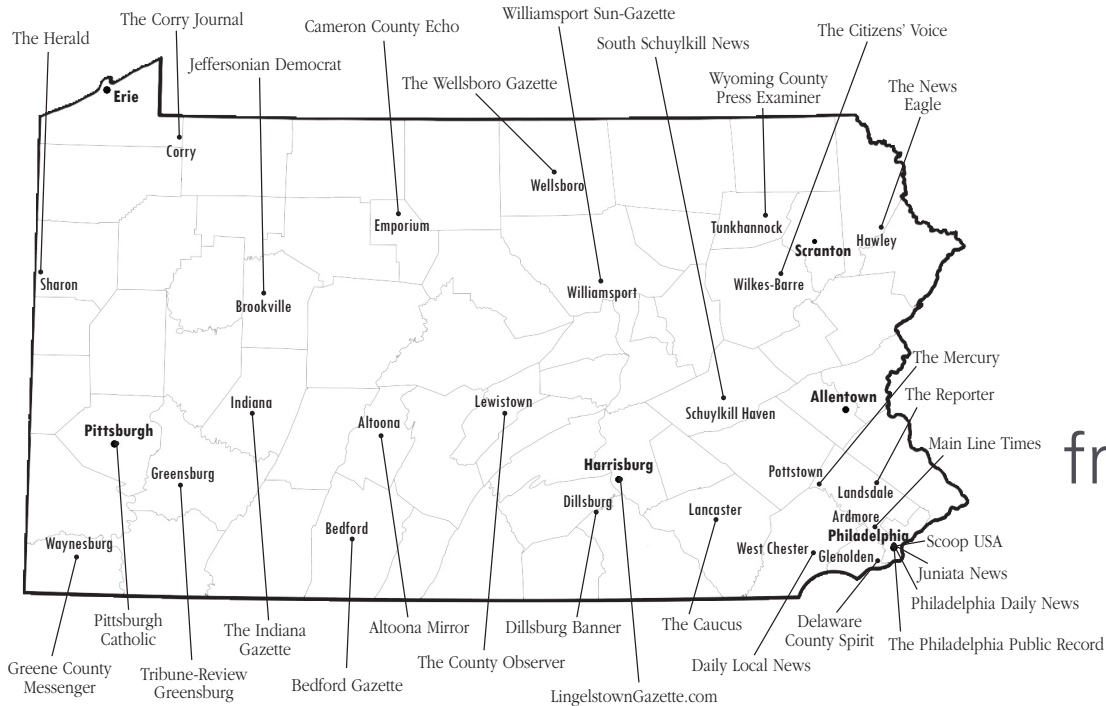 Williamsport Sun-Gazette
The Corry Journal
Cameron County Echo
The Citizens' Voice
The Herald
South Schuylkill News
Jeffersonian Democrat
The Wellsboro Gazette
Wyoming County
Press Examiner
The News
Eagle
Erie
Corry
Wellsboro
Emporium
Tunkhannock
Hawley
Scranton
Sharon
Wilkes-Barre
Williamsport
Brookville
The Mercury
Indiana
Lewistown
Allentown
The Reporter
Schuylkill Haven
Altoona
Pittsburgh
Main Line Times
fr
Harrisburg
Greensburg
Pottstown
Landsdale
Dillsburg
Lancaster
Ardmore
Bedford
Philadelphia
Scoop USA
Waynesburg
West Chester
Glenolden
Juniata News
Philadelphia Daily News
Pittsburgh
Catholic
The Indiana
Gazette
Altoona Mirror
Dillsburg Banner
The Caucus
Delaware
County Spirit
The Philadelphia Public Record
Greene County
Messenger
Tribune-Review
Greensburg
Bedford Gazette
The County Observer
Daily Local News
LingelstownGazette.com